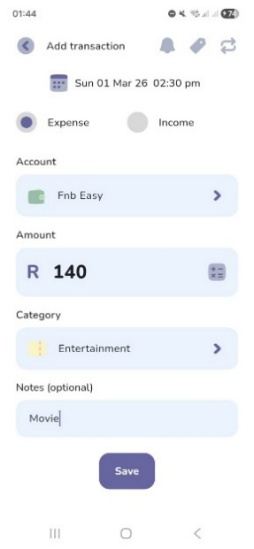 01:44
74
Add transaction
Sun 01 Mar 26 02:30 pm
Expense Income
Account
Fnb Easy
Amount
R 140
Category
Entertainment
Notes (optional)
Movie
Save